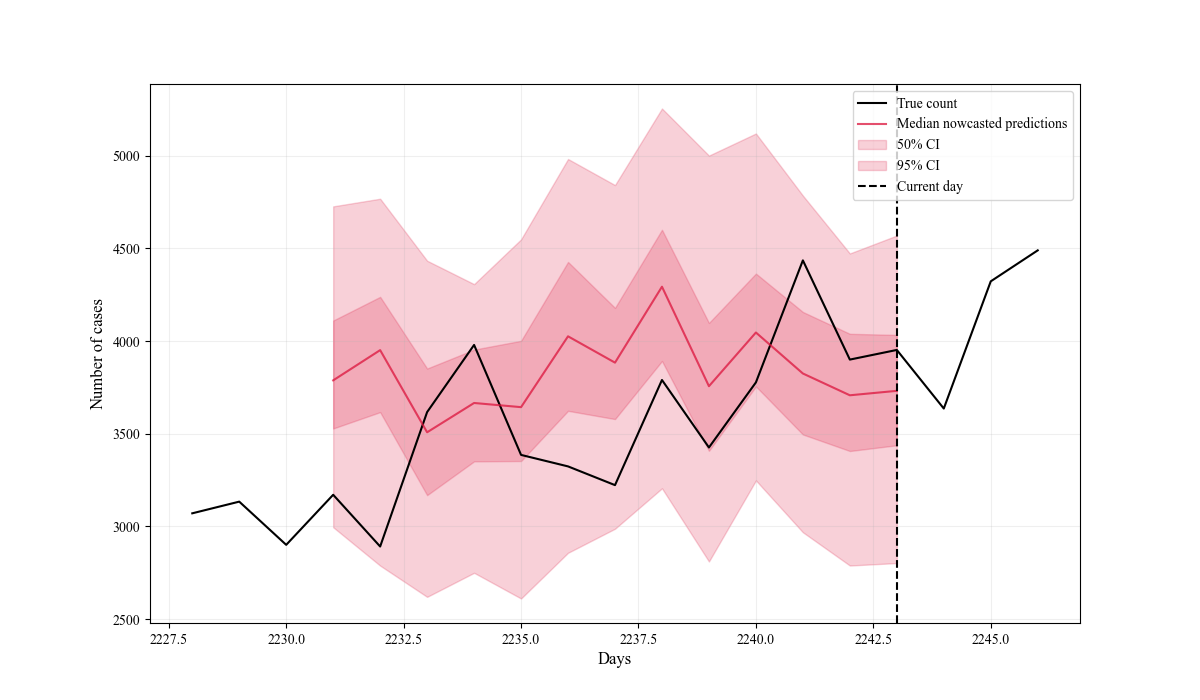 True count
Median nowcasted predictions
50% CI
95% CI
Current day
5000
4500
4000
3500
3000
2500
Number of cases
2227.5 2230.0 2232.5 2235.0 2237.5 2240.0 2242.5 2245.0
Days